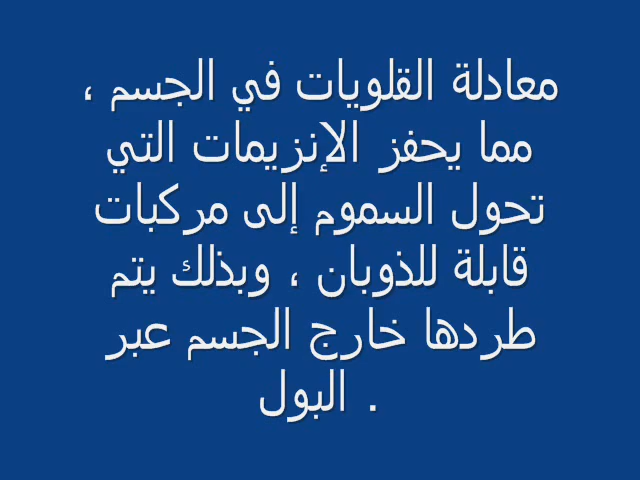 معادلة القلويات في الجسم ،
مما يحفز الإنزيمات التي
تحول السموم إلى مركبات
قابلة للذوبان ، وبذلك يتم
طردها خارج الجسم عبر
البول .